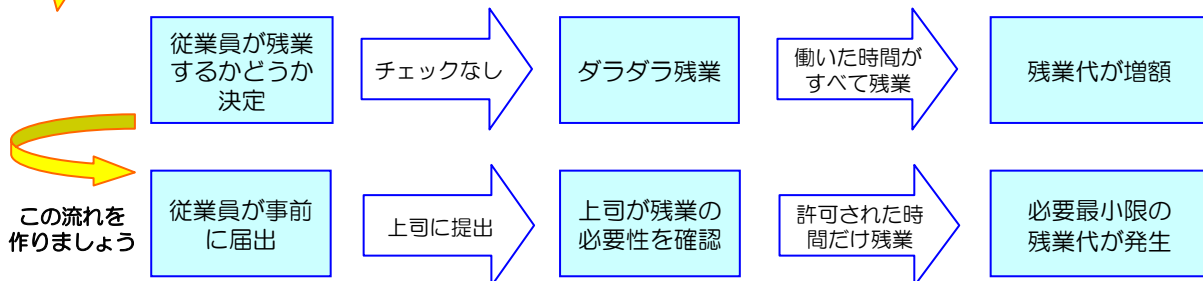 従業員が残業
するかどうか
決定
チェックなし
ダラダラ残業
働いた時間が
すべて残業
残業代が増額
この流れを
作りましょう
従業員が事前
に届出
上司に提出
上司が残業の
必要性を確認
許可された時
間だけ残業
必要最小限の
残業代が発生